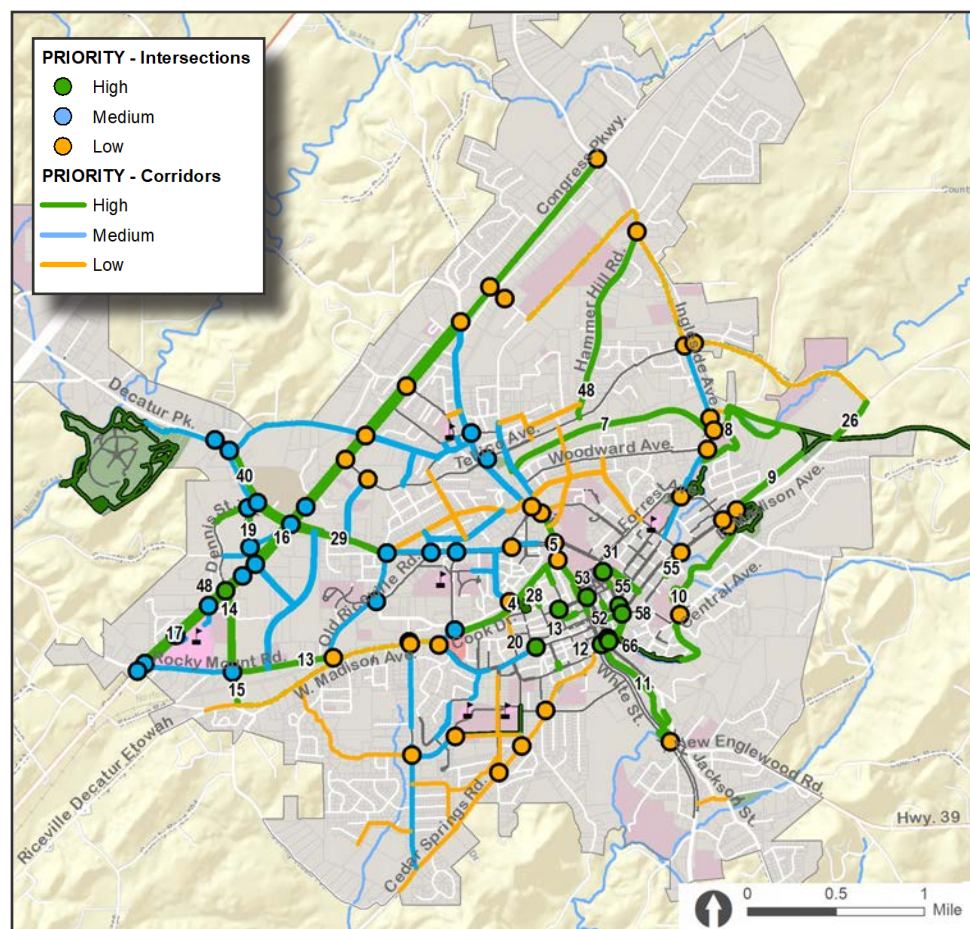 PRIORITY - Intersections
High
Medium
Low
PRIORITY - Corridors
High
Medium
Low
Congress Pkwy.
Hammer Hill Rd.
Ingleside Ave.
Decatur Pk.
48
26
7
8
Woodward Ave.
9
Madison Ave.
40
Forrest Ave.
Dennis St.
19
16
29
5
31
53
55
55
Old Riceville Rd.
Central Ave.
48
14
28
4
13
52
58
10
17
Cook Dr.
20
12
66
Rocky Mount Rd.
13
W. Madison Ave.
15
White St.
11
New Englewood Rd.
Jackson St.
Riceville Decatur Etowah
Cedar Springs Rd.
Hwy. 39
0 0.5 1
Mile